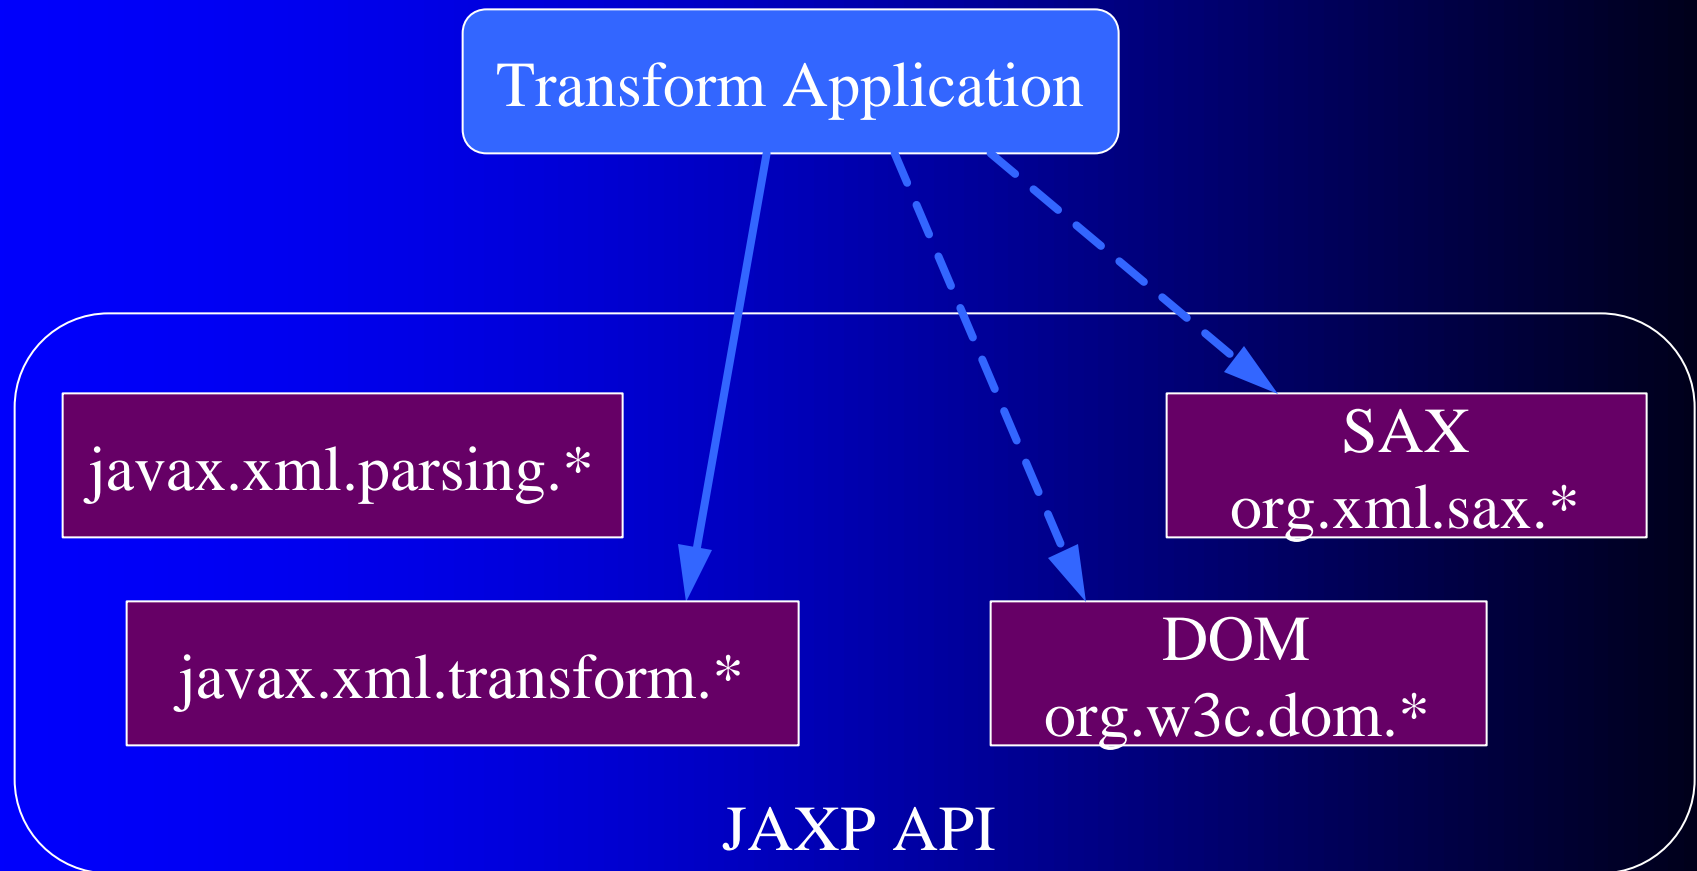 Transform Application
javax.xml.parsing.*
SAX
org.xml.sax.*
javax.xml.transform.*
DOM
org.w3c.dom.*
JAXP API